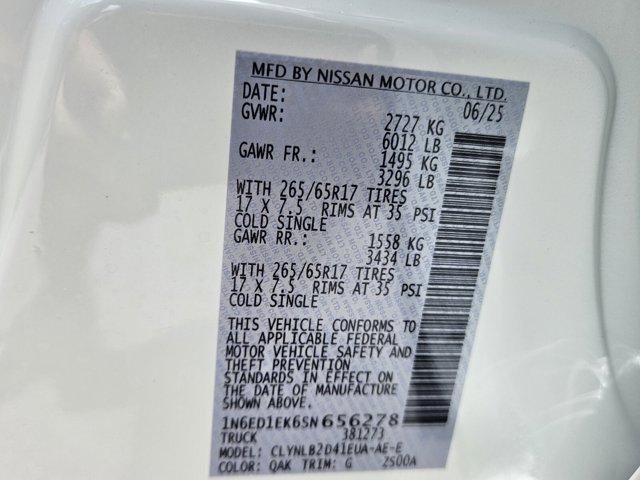 MFD BY NISSAN MOTOR CO., LTD.
DATE: 06/25
GVWR: 2727 KG
6012 LB
GAWR FR.: 1495 KG
3296 LB
WITH 265/65R17 TIRES
17 X 7.5 RIMS AT 35 PSI
COLD SINGLE
GAWR RR.: 1558 KG
3434 LB
WITH 265/65R17 TIRES
17 X 7.5 RIMS AT 35 PSI
COLD SINGLE
THIS VEHICLE CONFORMS TO
ALL APPLICABLE FEDERAL
MOTOR VEHICLE SAFETY AND
THEFT PREVENTION
STANDARDS IN EFFECT ON
THE DATE OF MANUFACTURE
SHOWN ABOVE.
1N6ED1EK6SN656278
TRUCK 381273
MODEL: CLYNLB2D41EUA-AE-E
COLOR: QAK TRIM: G 2S00A